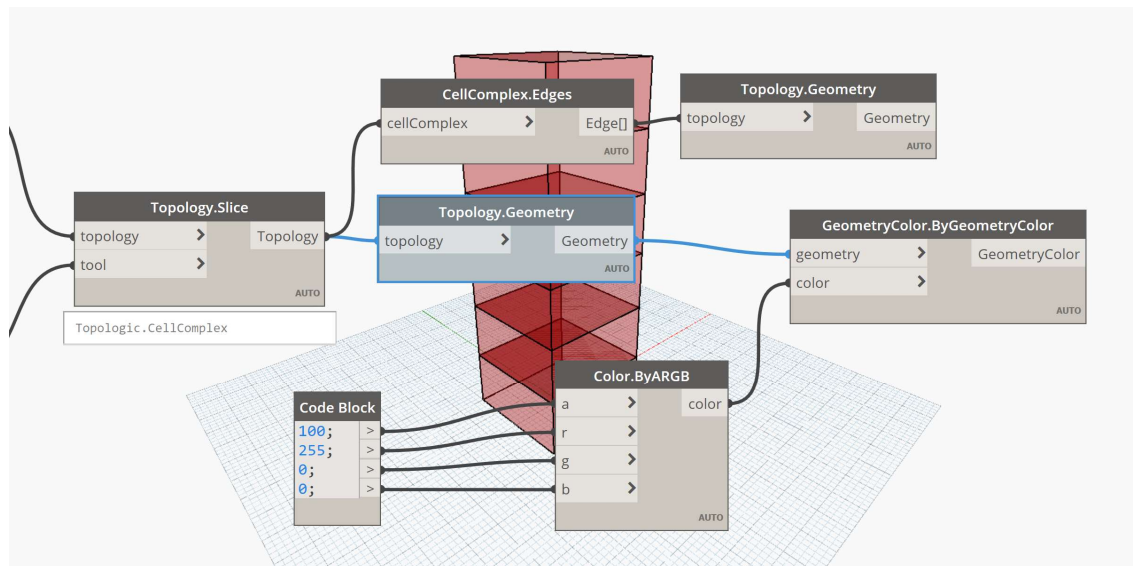 CellComplex.Edges
cellComplex > Edge[]
AUTO
Topology.Geometry
topology > Geometry
AUTO
Topology.Slice
topology > Topology
tool >
AUTO
Topologic.CellComplex
Topology.Geometry
topology > Geometry
AUTO
GeometryColor.ByGeometryColor
geometry > GeometryColor
color >
AUTO
Code Block
100; >
255; >
0; >
0; >
Color.ByARGB
a > color
r >
g >
b >
AUTO